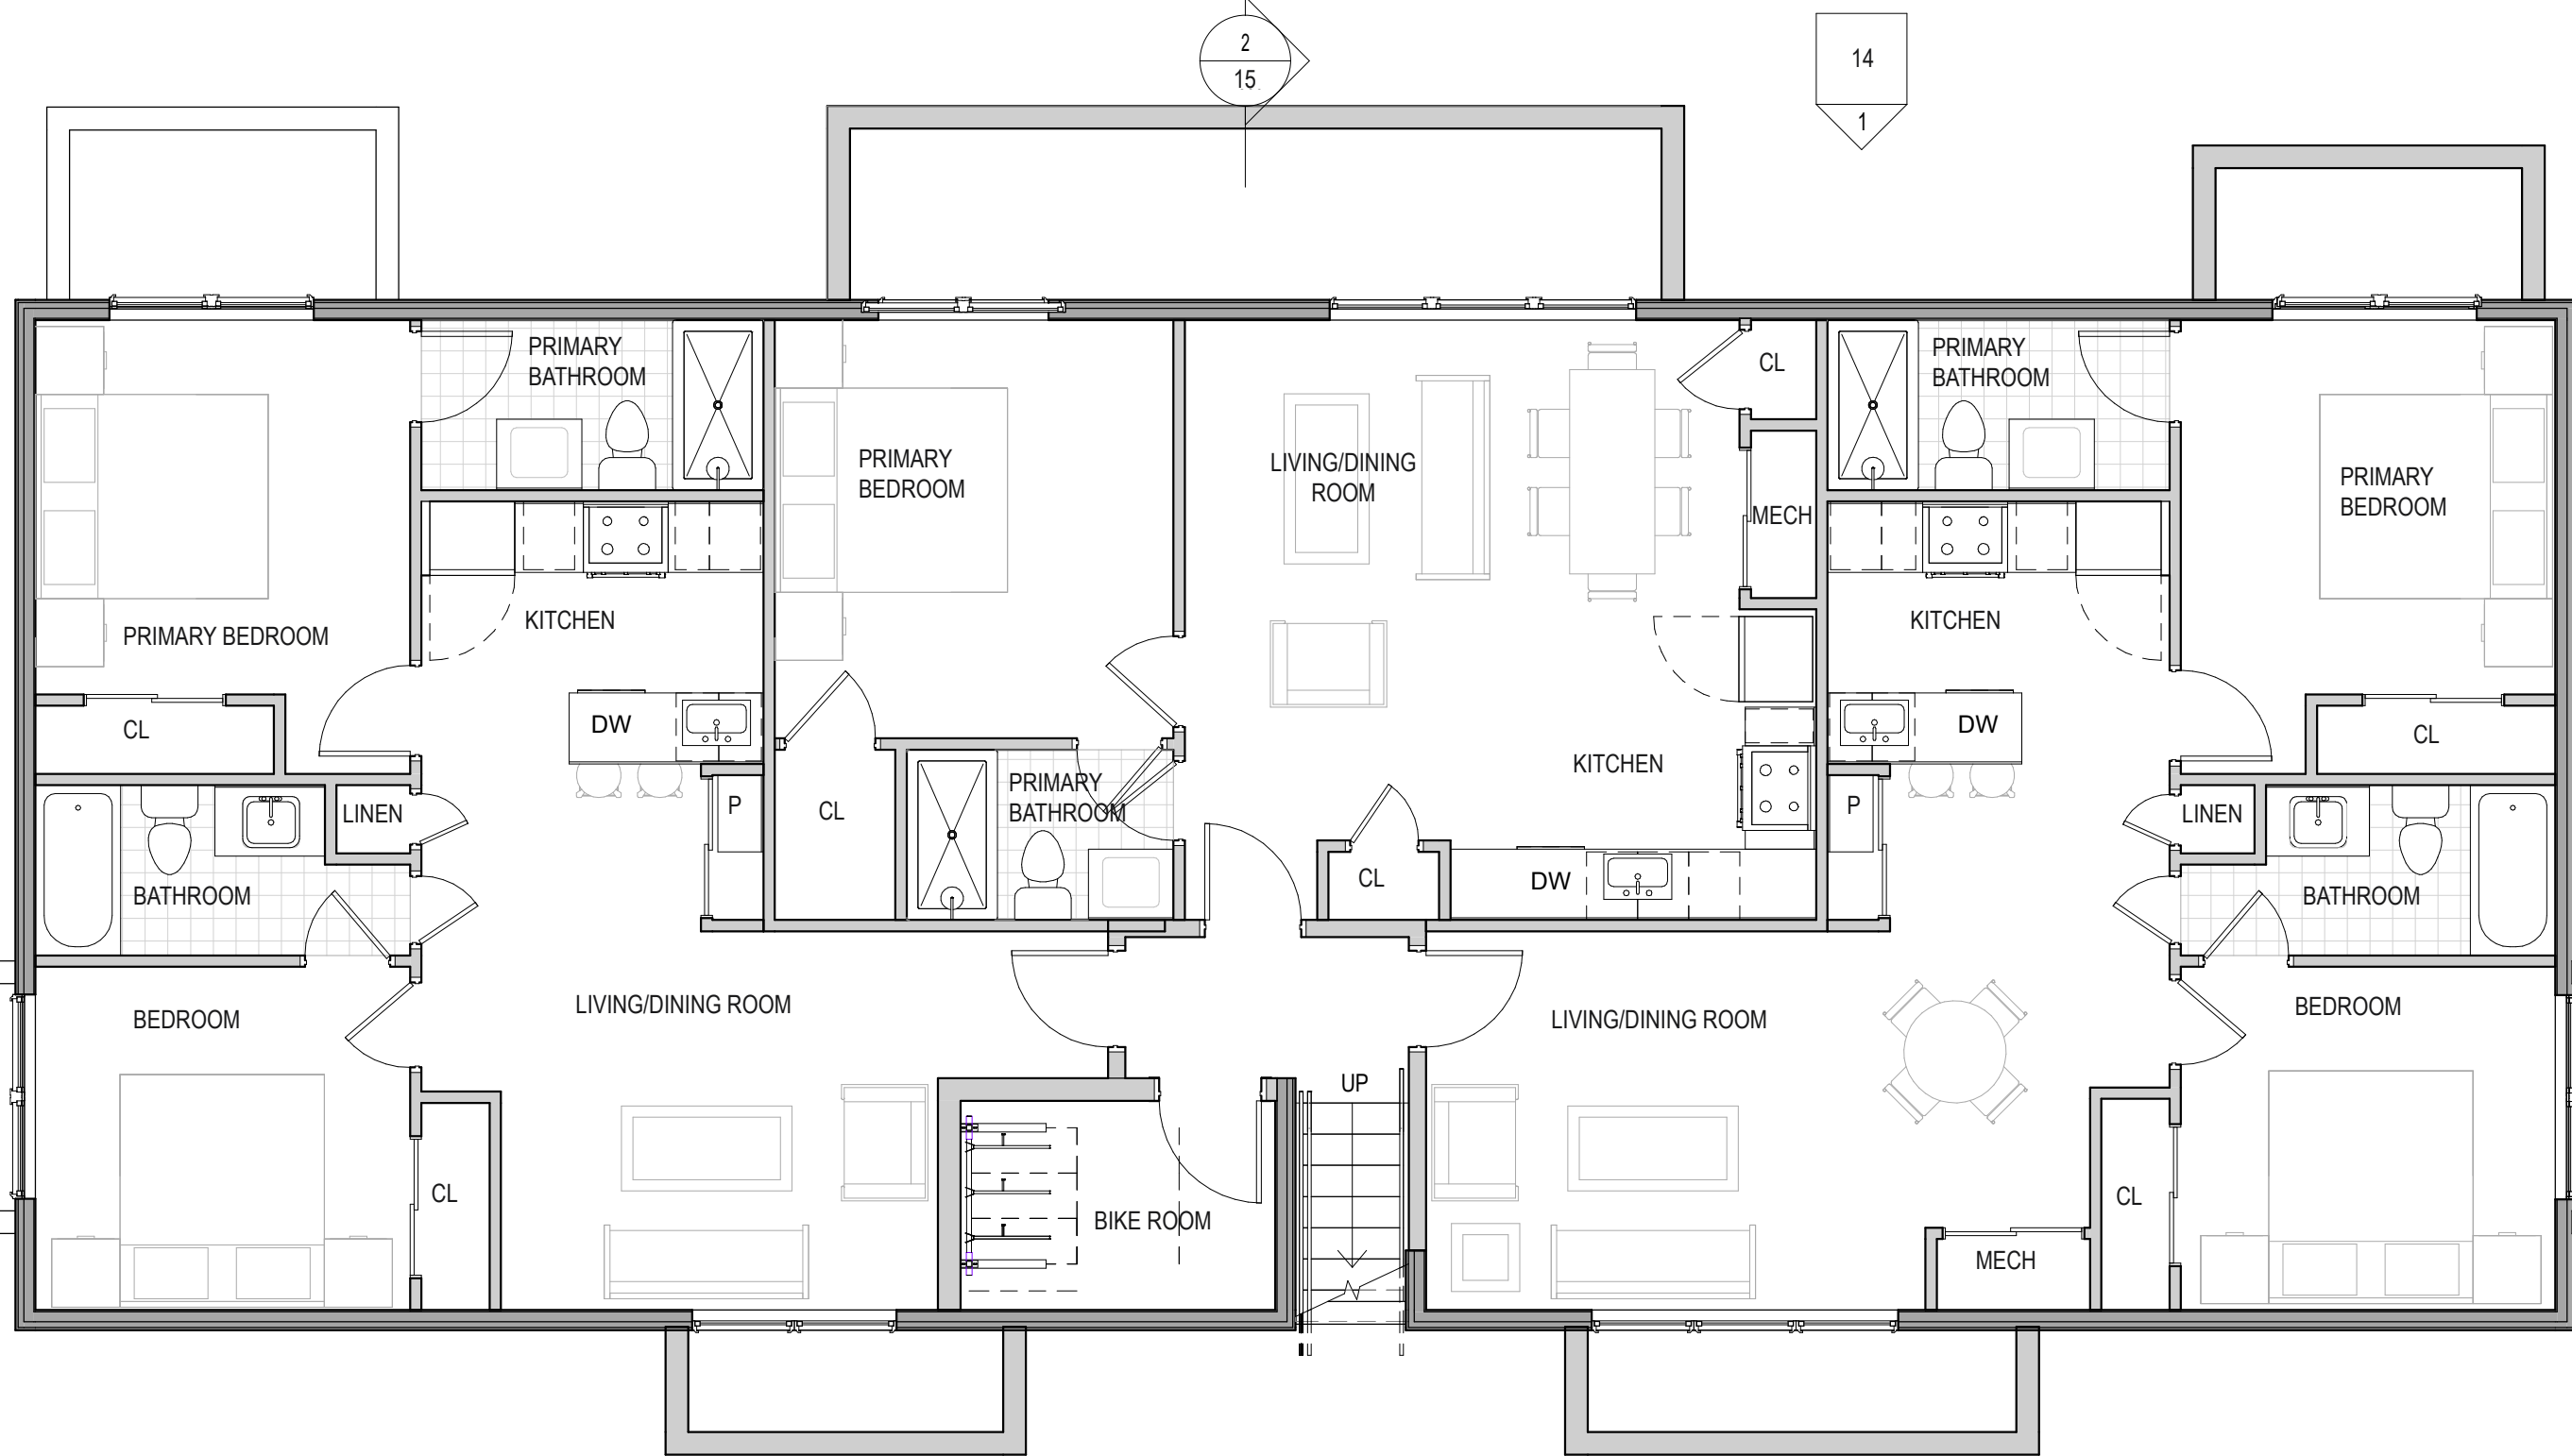 2
15
14
1
PRIMARY
BATHROOM
PRIMARY
BATHROOM
CL
PRIMARY
BEDROOM
LIVING/DINING
ROOM
PRIMARY
BEDROOM
MECH
KITCHEN
KITCHEN
PRIMARY BEDROOM
CL
DW
DW
CL
KITCHEN
PRIMARY
BATHROOM
LINEN
P
CL
P
LINEN
CL
DW
BATHROOM
BATHROOM
BEDROOM
LIVING/DINING ROOM
LIVING/DINING ROOM
BEDROOM
UP
CL
BIKE ROOM
CL
MECH